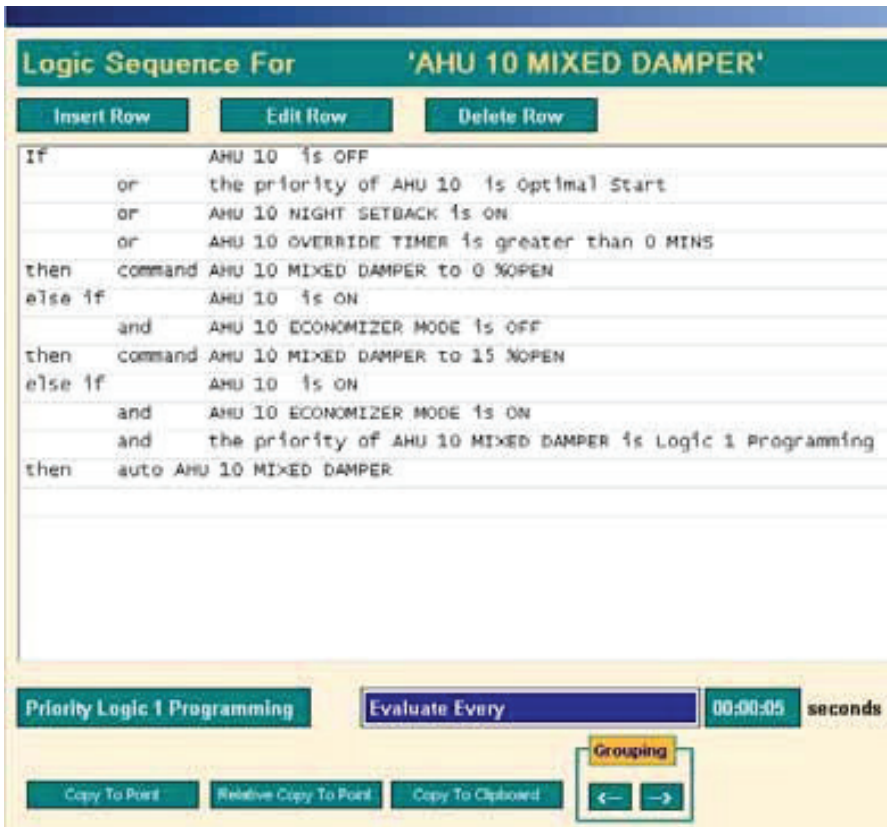 Logic Sequence For 'AHU 10 MIXED DAMPER'
Insert Row Edit Row Delete Row
If AHU 10 is OFF
or the priority of AHU 10 is Optimal Start
or AHU 10 NIGHT SETBACK is ON
or AHU 10 OVERRIDE TIMER is greater than 0 MINS
then command AHU 10 MIXED DAMPER to 0 %OPEN
else if AHU 10 is ON
and AHU 10 ECONOMIZER MODE is OFF
then command AHU 10 MIXED DAMPER to 15 %OPEN
else if AHU 10 is ON
and AHU 10 ECONOMIZER MODE is ON
and the priority of AHU 10 MIXED DAMPER is Logic 1 Programming
then auto AHU 10 MIXED DAMPER
Priority Logic 1 Programming Evaluate Every 00:00:05 seconds
Grouping
Copy To Point Relative Copy To Point Copy To Clipboard <-- -->